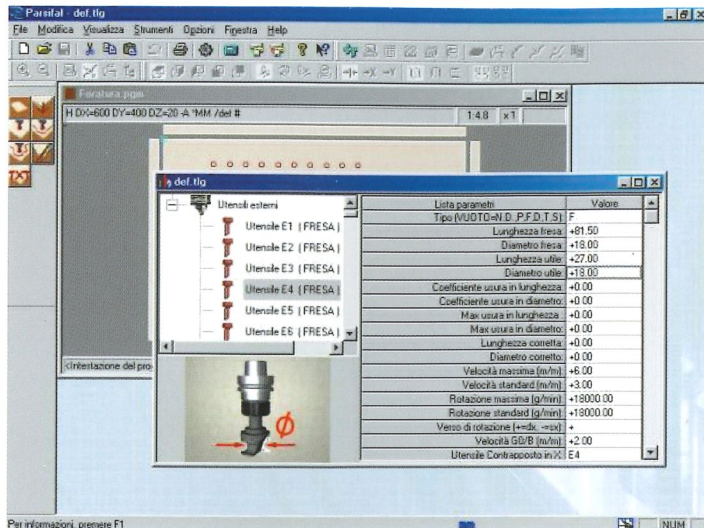 Parsifal - def.tlg
File Modifica Visualizza Strumenti Opzioni Finestra Help
Foratura.pgm
H DX=600 DY=400 DZ=20 -A *MM /def #
1:4.8 x1
def.tlg
Utensili esterni
Utensile E1 (FRESA)
Utensile E2 (FRESA)
Utensile E3 (FRESA)
Utensile E4 (FRESA)
Utensile E5 (FRESA)
Utensile E6 (FRESA)
Lista parametri Valore
Tipo (VUOTO=N.D.,P,F,D,T,S): F
Lunghezza fresa: +81.50
Diametro fresa: +18.00
Lunghezza utile: +27.00
Diametro utile: +18.00
Coefficiente usura in lunghezza: +0.00
Coefficiente usura in diametro: +0.00
Max usura in lunghezza: +0.00
Max usura in diametro: +0.00
Lunghezza corretta: +0.00
Diametro corretto: +0.00
Velocità massima (m/m): +6.00
Velocità standard (m/m): +3.00
Rotazione massima (g/min): +18000.00
Rotazione standard (g/min): +18000.00
Verso di rotazione (+=dx, -=sx): +
Velocità G0/B (m/m): +2.00
Utensile Contrapposto in X: E4
<Intestazione del pro
Ø
Per informazioni, premere F1
NUM